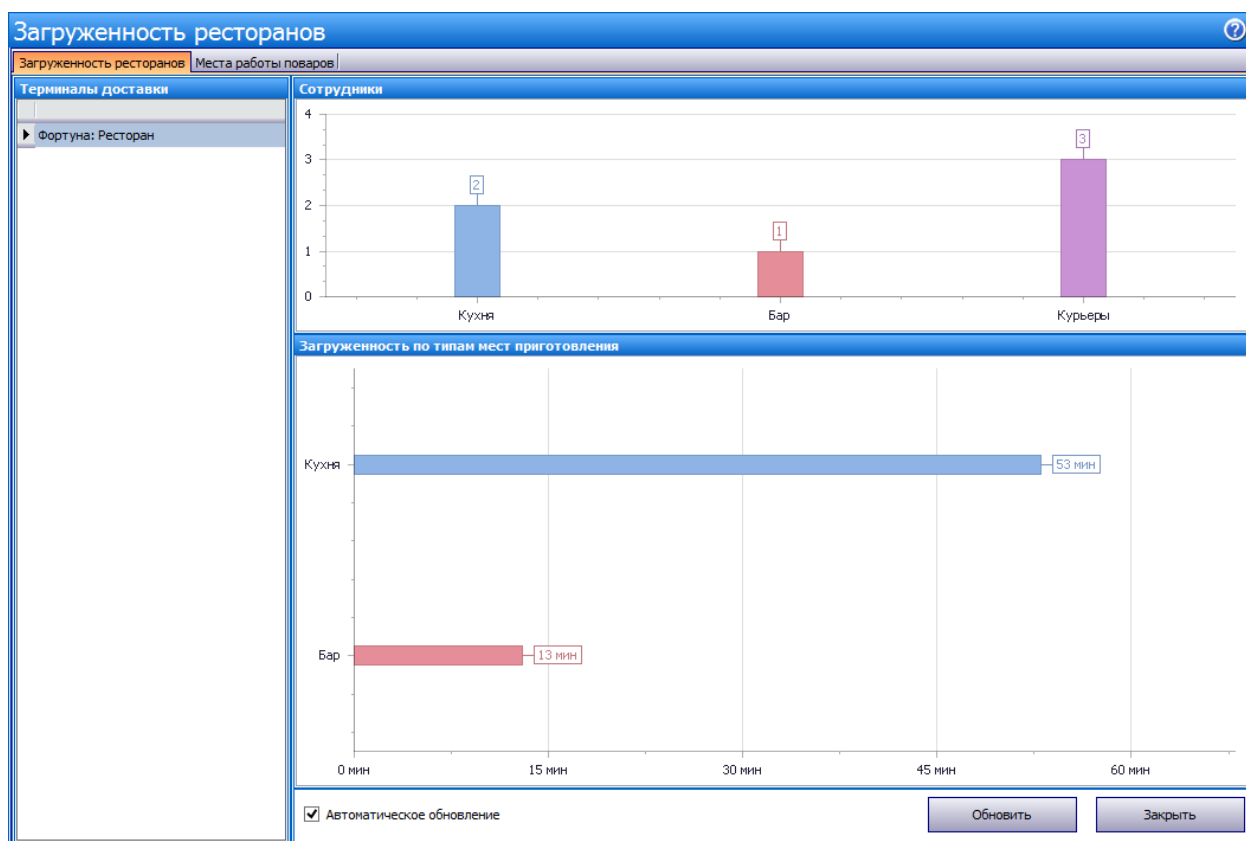 Загруженность ресторанов
Загруженность ресторанов Места работы поваров
Терминалы доставки
Фортуна: Ресторан
Сотрудники
4
3
2
1
0
2
1
3
Кухня Бар Курьеры
Загруженность по типам мест приготовления
Кухня 53 мин
Бар 13 мин
0 мин 15 мин 30 мин 45 мин 60 мин
Автоматическое обновление
Обновить Закрыть